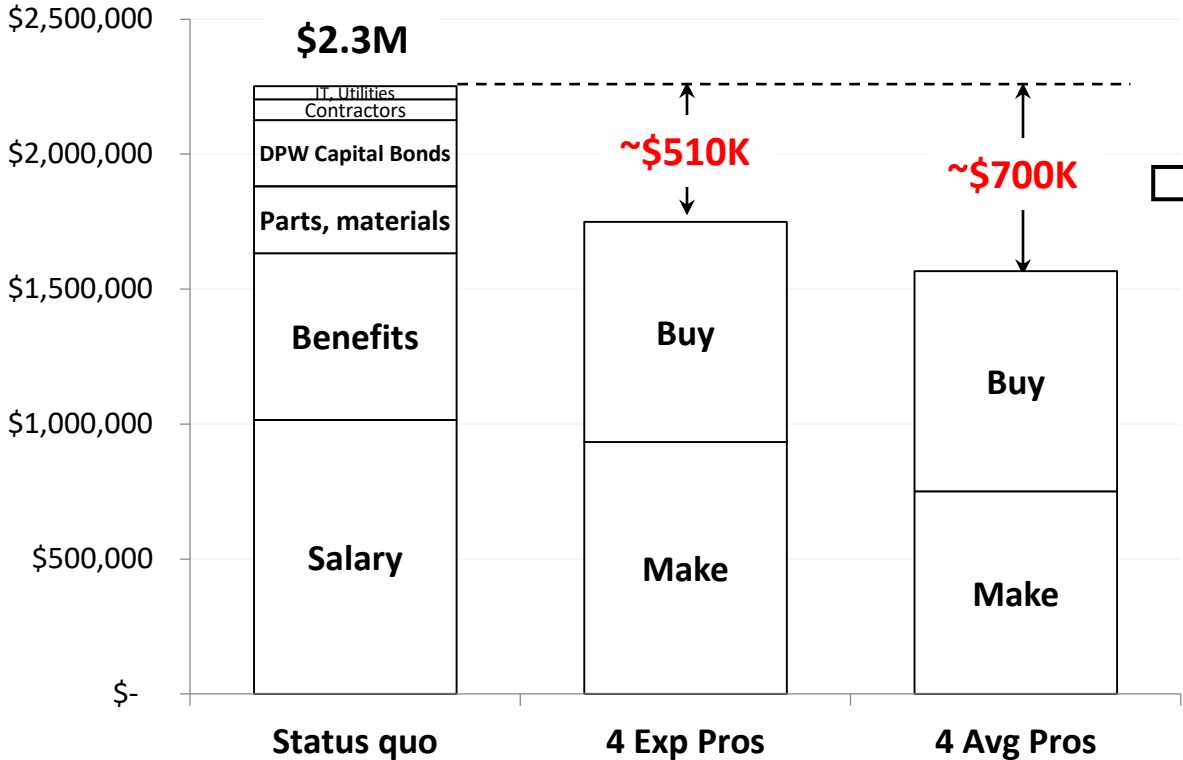 $2,500,000
$2.3M
IT, Utilities
Contractors
DPW Capital Bonds
$2,000,000
~$510K
~$700K
Parts, materials
$1,500,000
Benefits
Buy
Buy
$1,000,000
$500,000
Salary
Make
Make
$-
Status quo
4 Exp Pros
4 Avg Pros